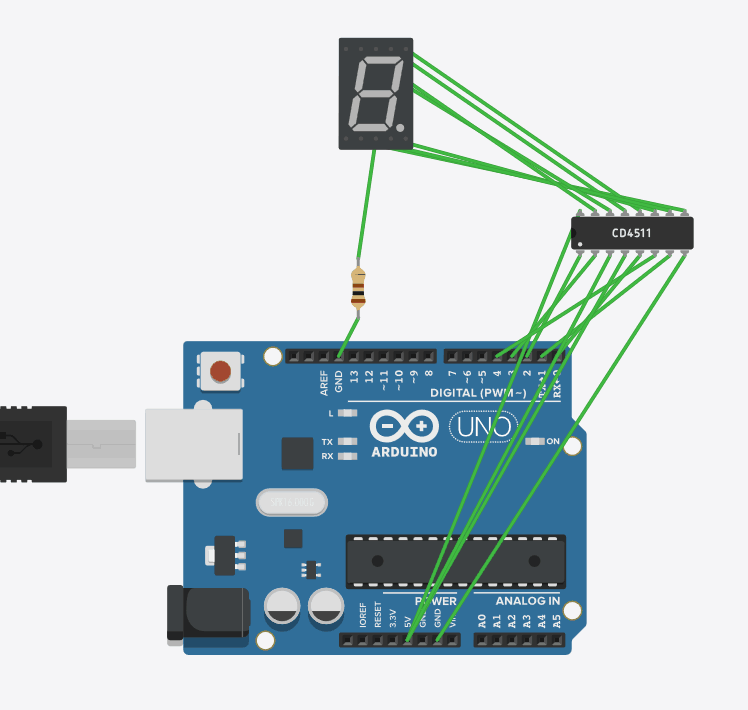 CD4511
AREF
GND
13
12
~11
~10
~9
8
7
~6
~5
4
~3
2
TX→1
DIGITAL (PWM~)
L
TX
RX
ARDUINO
UNO
ON
IOREF
RESET
3.3V
5V
GND
GND
VIN
POWER
ANALOG IN
A0
A1
A2
A3
A4
A5